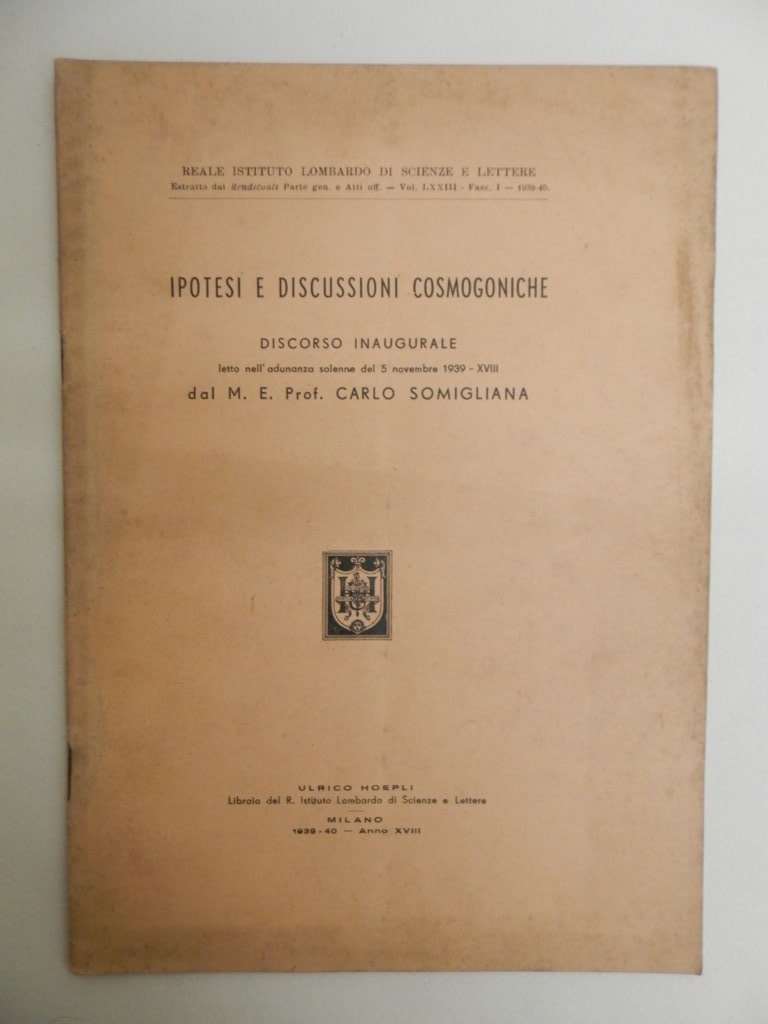 REALE ISTITUTO LOMBARDO DI SCIENZE E LETTERE
Estratto dai Rendiconti Parte gen. e Atti uff. — Vol. LXXIII - Fasc. I — 1939-40.
IPOTESI E DISCUSSIONI COSMOGONICHE
DISCORSO INAUGURALE
letto nell'adunanza solenne del 5 novembre 1939 - XVIII
dal M. E. Prof. CARLO SOMIGLIANA
ULRICO HOEPLI
Libraio del R. Istituto Lombardo di Scienze e Lettere
MILANO
1939-40 — Anno XVIII